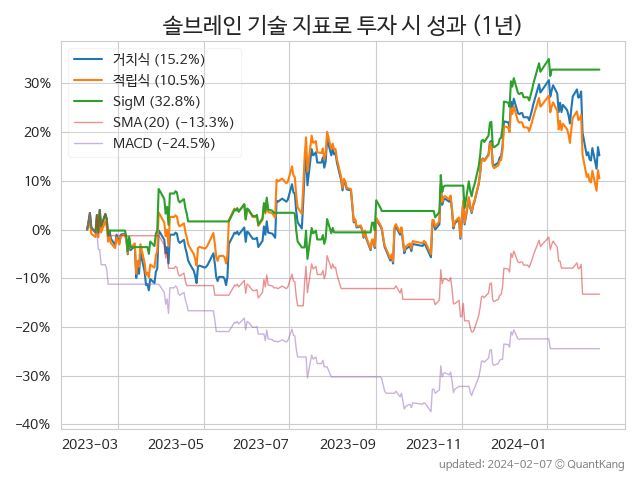 솔브레인 기술 지표로 투자 시 성과 (1년)
거치식 (15.2%)
적립식 (10.5%)
SigM (32.8%)
SMA(20) (−13.3%)
MACD (−24.5%)
30%
20%
10%
0%
−10%
−20%
−30%
−40%
2023-03 2023-05 2023-07 2023-09 2023-11 2024-01
updated: 2024-02-07 © QuantKang